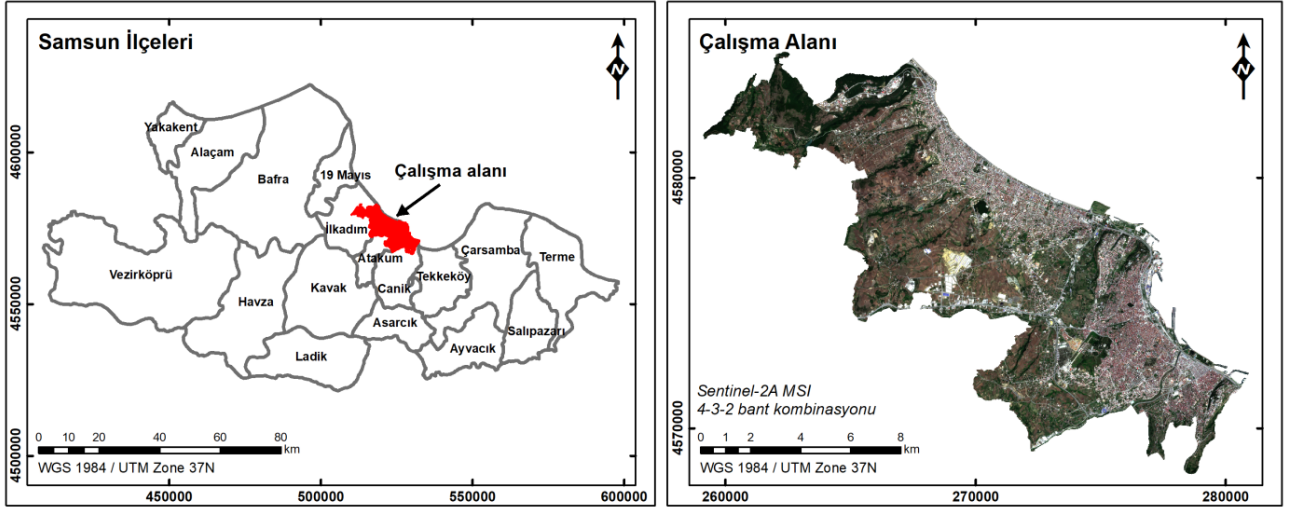 Samsun İlçeleri
N
Yakakent
Alaçam
Bafra
19 Mayıs
Çalışma alanı
İlkadım
Atakum
Çarsamba
Terme
Vezirköprü
Havza
Kavak
Canik
Tekkeköy
Asarcık
Salıpazarı
Ladik
Ayvacık
0 10 20 40 60 80
km
WGS 1984 / UTM Zone 37N
4600000
4550000
4500000
450000 500000 550000 600000
Çalışma Alanı
N
Sentinel-2A MSI
4-3-2 bant kombinasyonu
0 1 2 4 6 8
km
WGS 1984 / UTM Zone 37N
4580000
4570000
260000 270000 280000